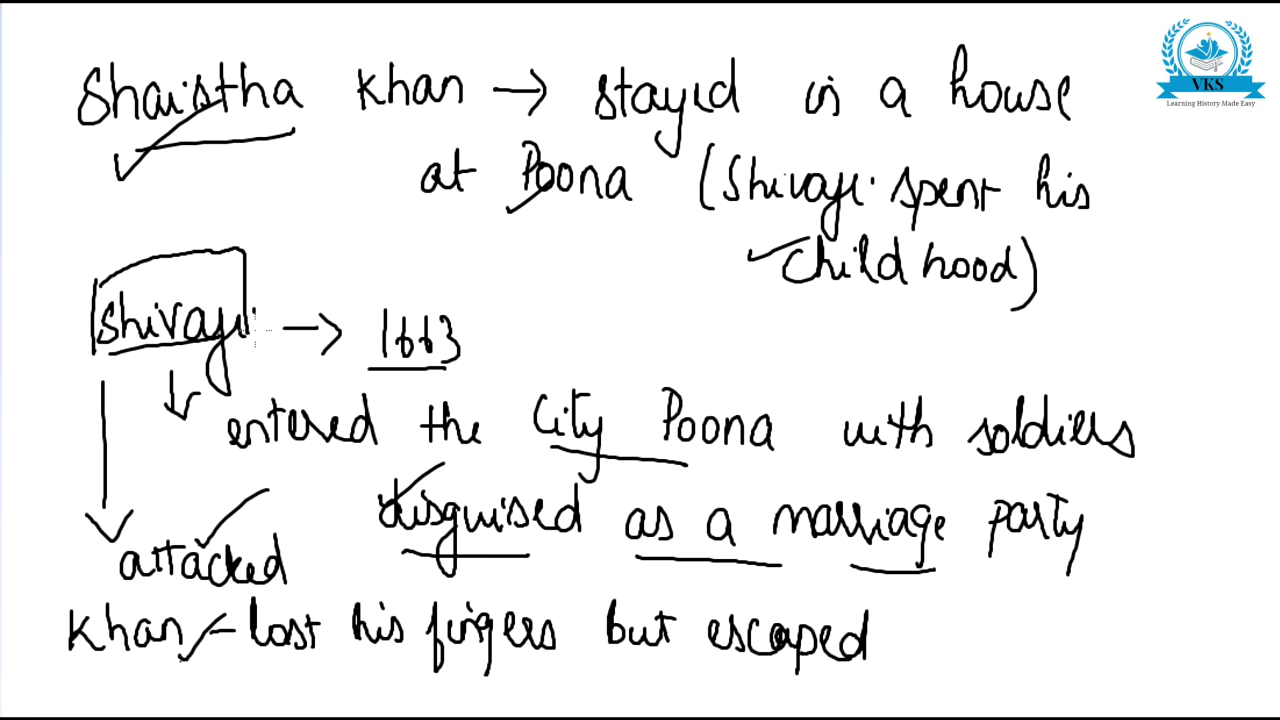 Shaistha Khan → stayed in a house
at Poona (Shivaji spent his
childhood)
Shivaji → 1663
entered the City Poona with soldiers
disguised as a marriage party
attacked
Khan - lost his fingers but escaped
VKS
Learning History Made Easy